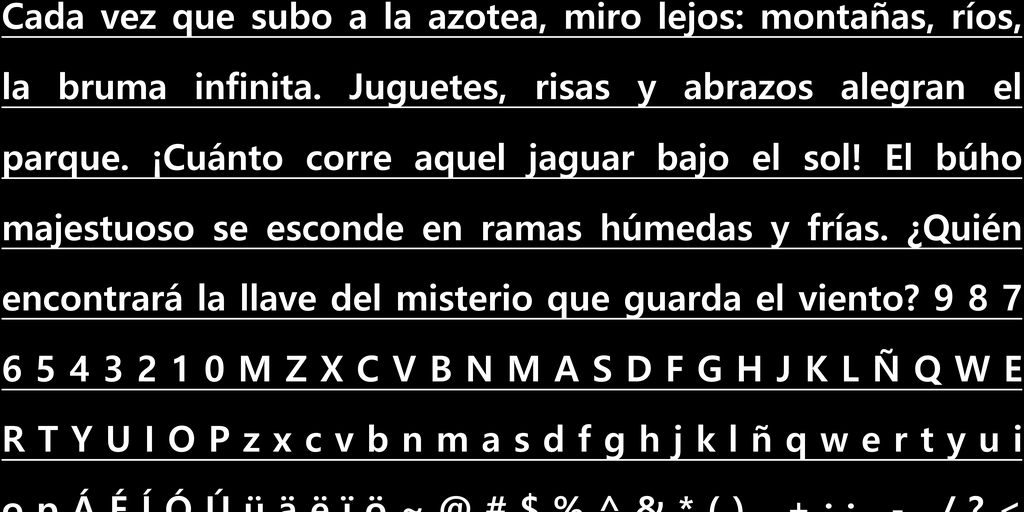 Cada vez que subo a la azotea, miro lejos: montañas, ríos,
la bruma infinita. Juguetes, risas y abrazos alegran el
parque. ¡Cuánto corre aquel jaguar bajo el sol! El búho
majestuoso se esconde en ramas húmedas y frías. ¿Quién
encontrará la llave del misterio que guarda el viento? 9 8 7
6 5 4 3 2 1 0 M Z X C V B N M A S D F G H J K L Ñ Q W E
R T Y U I O P z x c v b n m a s d f g h j k l ñ q w e r t y u i
o p Á É Í Ó Ú ü ä ë ï ö ~ @ # $ % ^ & * ( ) _ + : ; , - . / ? <